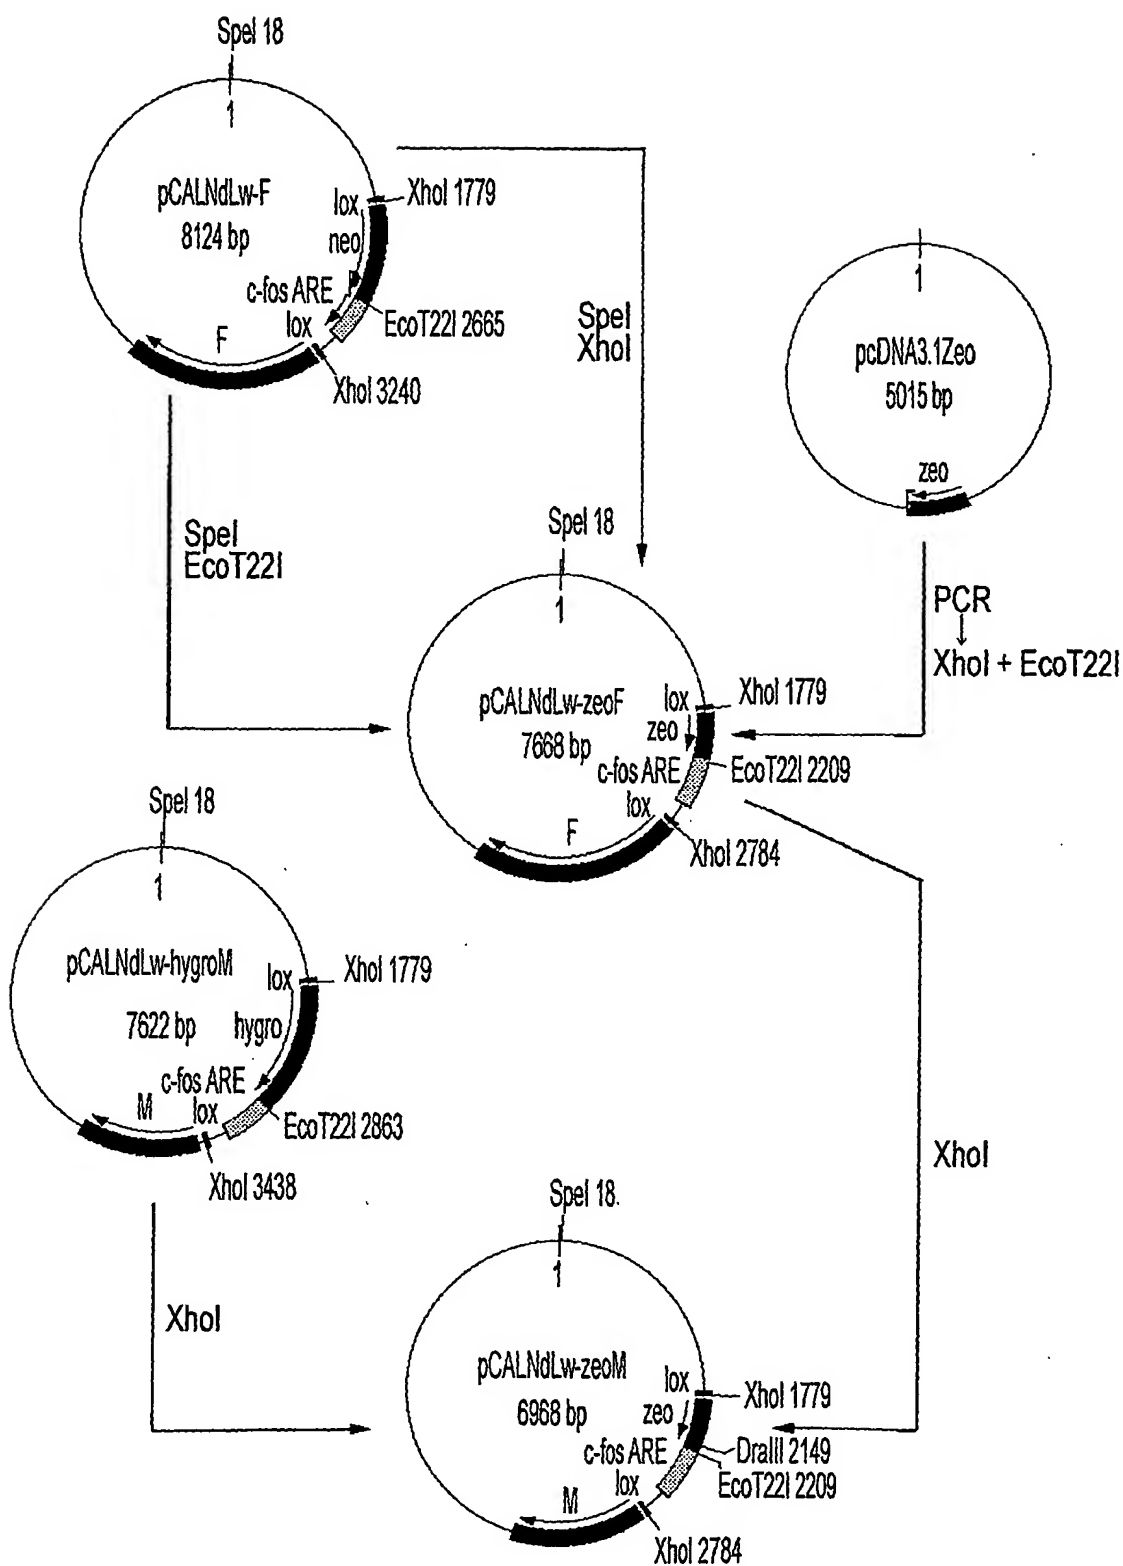 SpeI 18
1
pCALNdLw-F
8124 bp
lox
XhoI 1779
neo
c-fos ARE
EcoT22I 2665
lox
F
XhoI 3240
SpeI
XhoI
1
pcDNA3.1Zeo
5015 bp
zeo
SpeI
EcoT22I
PCR
XhoI + EcoT22I
SpeI 18
1
pCALNdLw-zeoF
7668 bp
lox
XhoI 1779
zeo
c-fos ARE
EcoT22I 2209
lox
F
XhoI 2784
SpeI 18
1
pCALNdLw-hygroM
7622 bp
lox
XhoI 1779
hygro
c-fos ARE
M
lox
EcoT22I 2863
XhoI 3438
XhoI
XhoI
SpeI 18.
1
pCALNdLw-zeoM
6968 bp
lox
XhoI 1779
zeo
c-fos ARE
DraIII 2149
EcoT22I 2209
lox
M
XhoI 2784